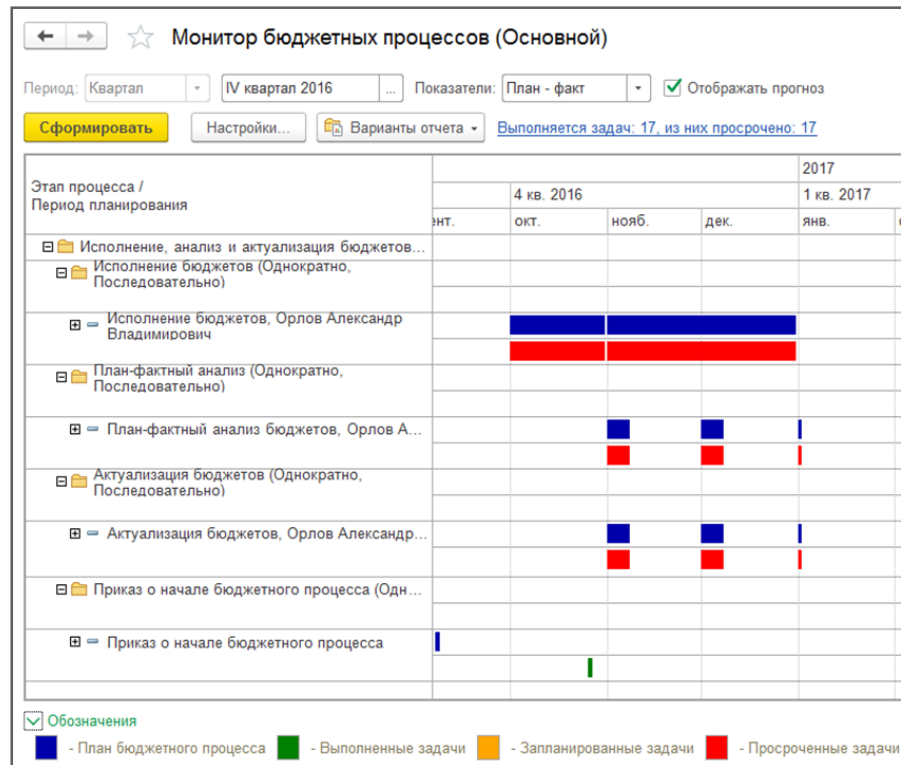 Монитор бюджетных процессов (Основной)
Период: Квартал IV квартал 2016 ... Показатели: План - факт Отображать прогноз
Сформировать Настройки... Варианты отчета Выполняется задач: 17, из них просрочено: 17
Этап процесса /
Период планирования
2017
4 кв. 2016 1 кв. 2017
ент. окт. нояб. дек. янв.
Исполнение, анализ и актуализация бюджетов...
Исполнение бюджетов (Однократно,
Последовательно)
Исполнение бюджетов, Орлов Александр
Владимирович
План-фактный анализ (Однократно,
Последовательно)
План-фактный анализ бюджетов, Орлов А...
Актуализация бюджетов (Однократно,
Последовательно)
Актуализация бюджетов, Орлов Александр...
Приказ о начале бюджетного процесса (Одн...
Приказ о начале бюджетного процесса
Обозначения
- План бюджетного процесса - Выполненные задачи - Запланированные задачи - Просроченные задачи